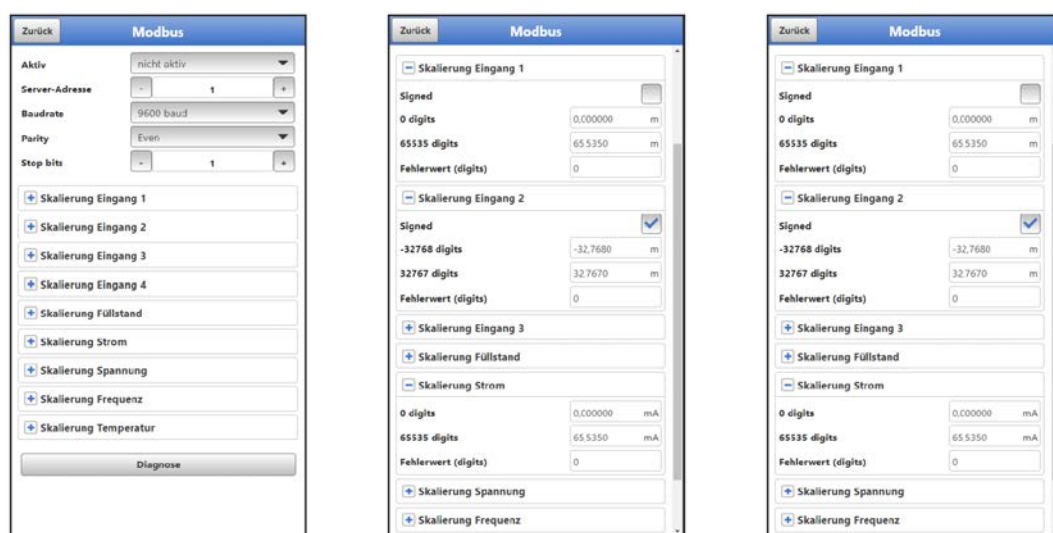 Zurück Modbus
Aktiv nicht aktiv
Server-Adresse - 1 +
Baudrate 9600 baud
Parity Even
Stop bits - 1 +
+ Skalierung Eingang 1
+ Skalierung Eingang 2
+ Skalierung Eingang 3
+ Skalierung Eingang 4
+ Skalierung Füllstand
+ Skalierung Strom
+ Skalierung Spannung
+ Skalierung Frequenz
+ Skalierung Temperatur
Diagnose
Zurück Modbus
− Skalierung Eingang 1
Signed
0 digits 0,000000 m
65535 digits 65.5350 m
Fehlerwert (digits) 0
− Skalierung Eingang 2
Signed
-32768 digits -32,7680 m
32767 digits 32.7670 m
Fehlerwert (digits) 0
+ Skalierung Eingang 3
+ Skalierung Füllstand
− Skalierung Strom
0 digits 0,000000 mA
65535 digits 65.5350 mA
Fehlerwert (digits) 0
+ Skalierung Spannung
+ Skalierung Frequenz
Zurück Modbus
− Skalierung Eingang 1
Signed
0 digits 0,000000 m
65535 digits 65.5350 m
Fehlerwert (digits) 0
− Skalierung Eingang 2
Signed
-32768 digits -32,7680 m
32767 digits 32.7670 m
Fehlerwert (digits) 0
+ Skalierung Eingang 3
+ Skalierung Füllstand
− Skalierung Strom
0 digits 0,000000 mA
65535 digits 65.5350 mA
Fehlerwert (digits) 0
+ Skalierung Spannung
+ Skalierung Frequenz